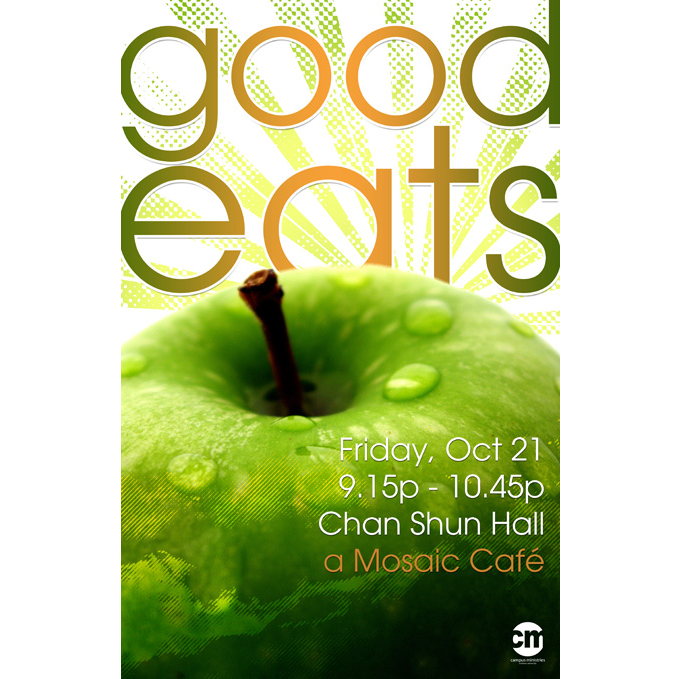 good
eats
Friday, Oct 21
9.15p - 10.45p
Chan Shun Hall
a Mosaic Café
cm
campus ministries